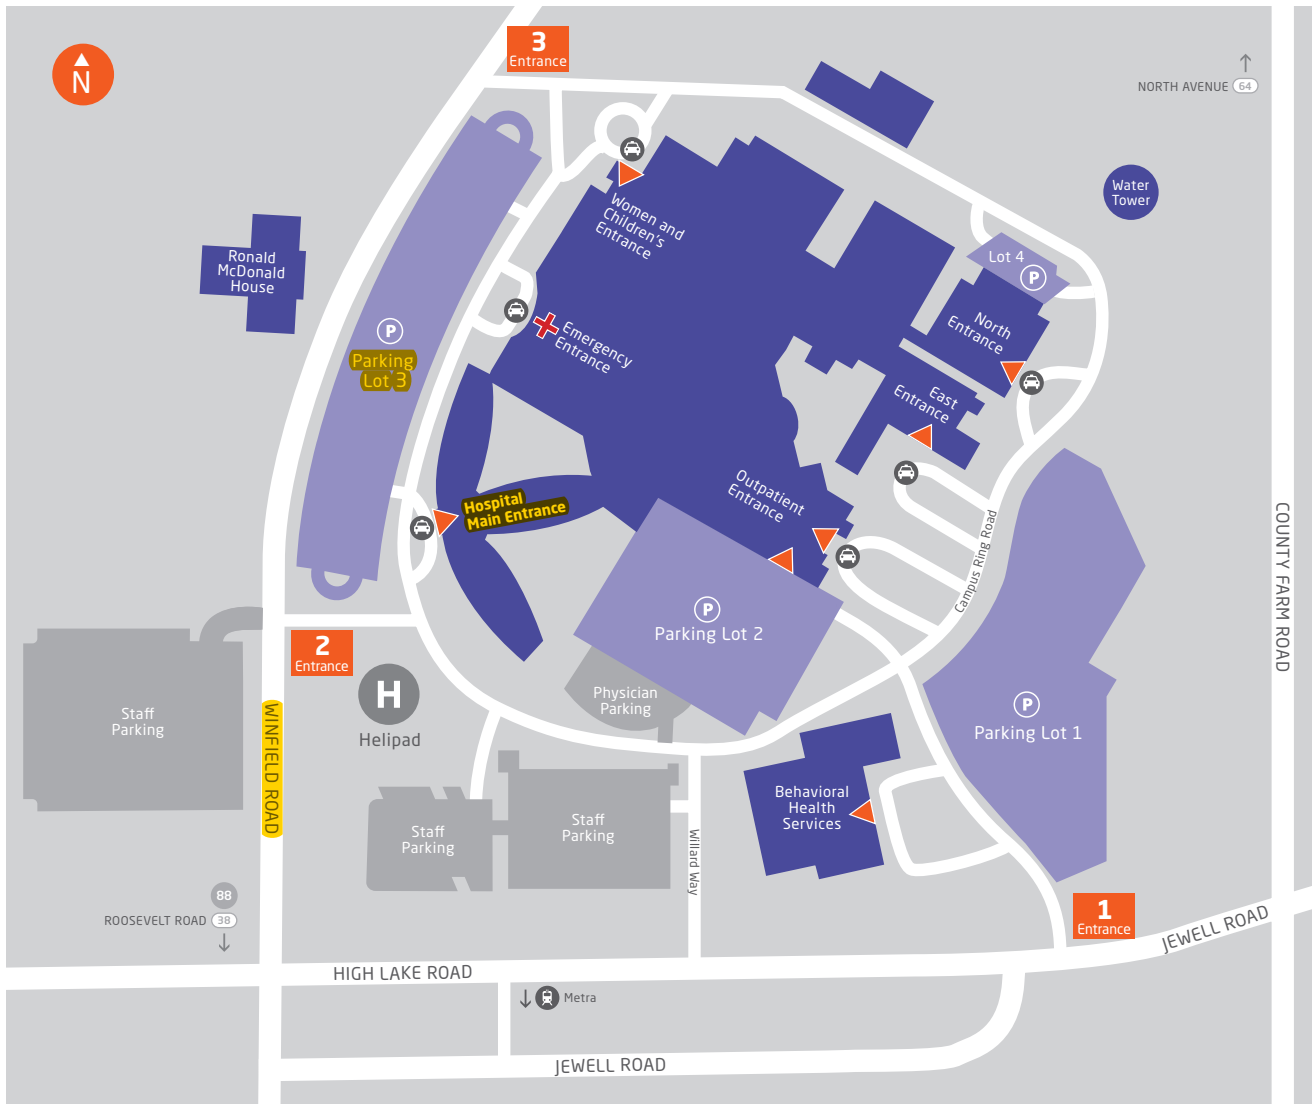 3
Entrance
N
NORTH AVENUE 64
Water
Tower
Women and
Children's
Entrance
Ronald
McDonald
House
Lot 4
P
North
Entrance
P
Parking
Lot 3
Emergency
Entrance
East
Entrance
Hospital
Main Entrance
Outpatient
Entrance
Campus Ring Road
COUNTY FARM ROAD
P
Parking Lot 2
2
Entrance
H
Helipad
Physician
Parking
P
Parking Lot 1
Staff
Parking
WINFIELD ROAD
Behavioral
Health
Services
Staff
Parking
Staff
Parking
Willard Way
88
ROOSEVELT ROAD 38
1
Entrance
JEWELL ROAD
HIGH LAKE ROAD
Metra
JEWELL ROAD